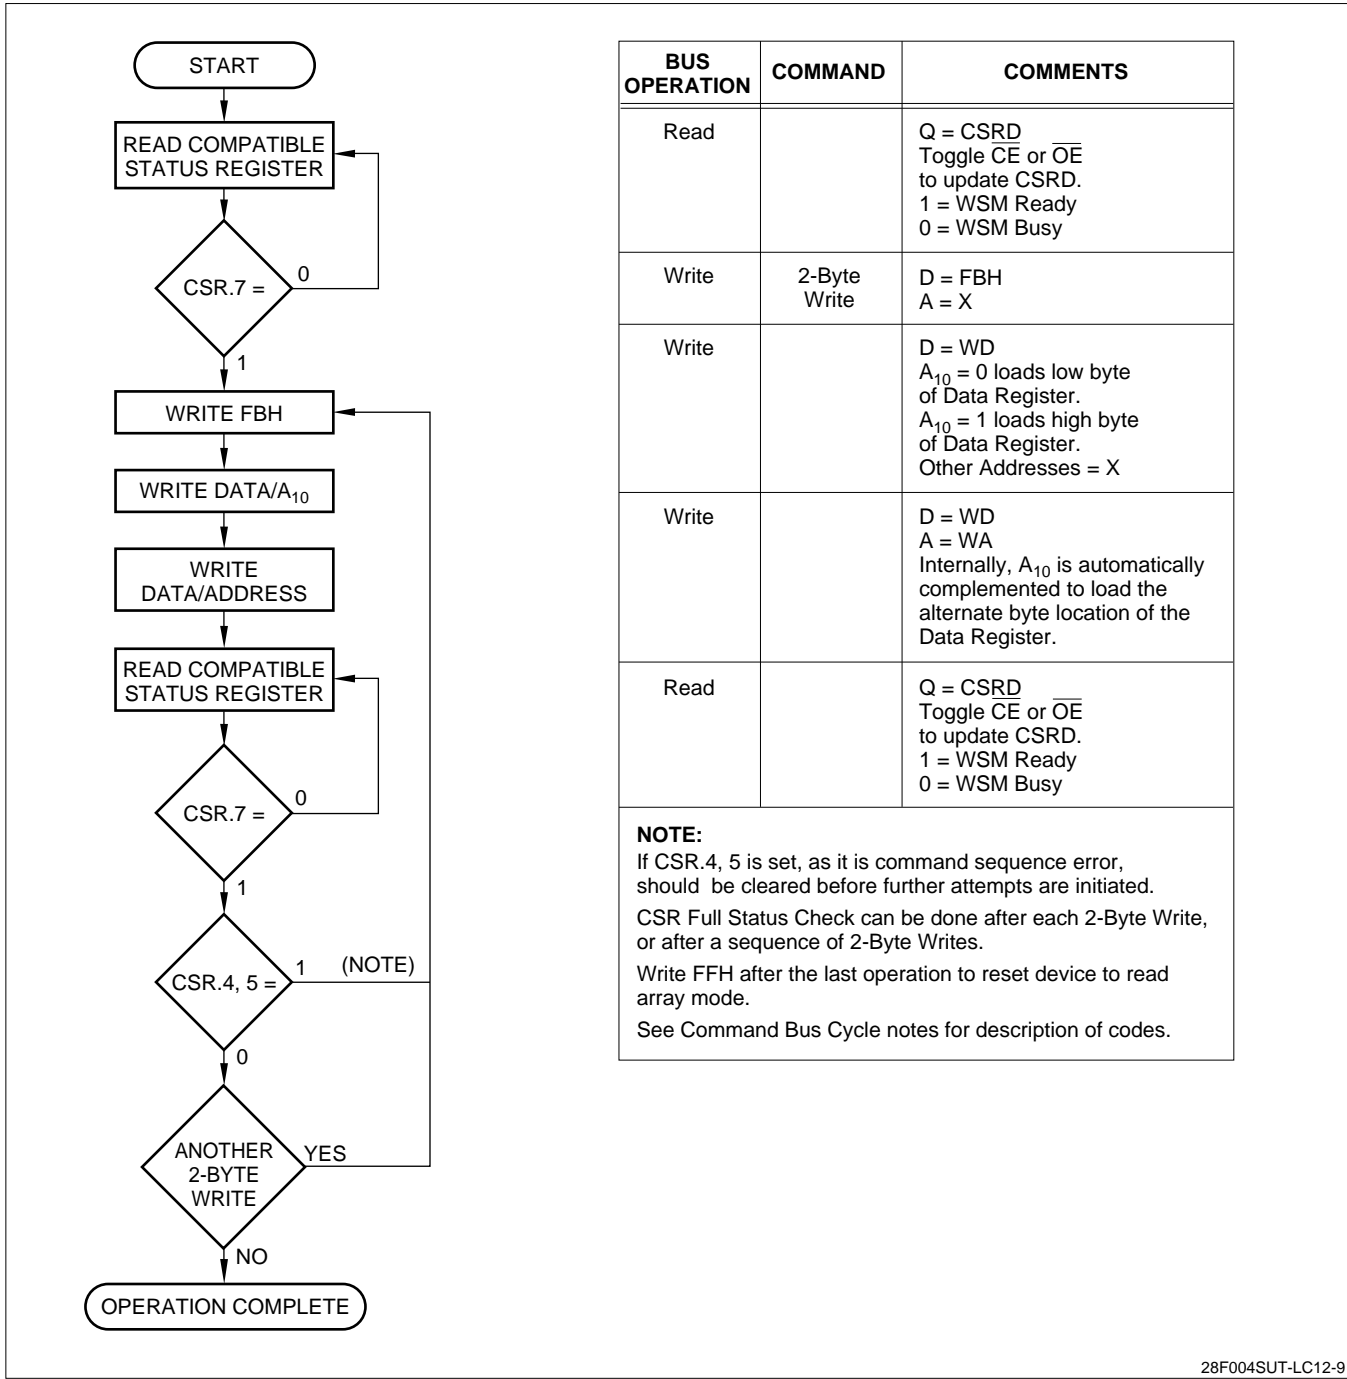 START
READ COMPATIBLE
STATUS REGISTER
CSR.7 =
0
1
WRITE FBH
WRITE DATA/A10
WRITE
DATA/ADDRESS
READ COMPATIBLE
STATUS REGISTER
CSR.7 =
0
1
CSR.4, 5 =
1
(NOTE)
0
ANOTHER
2-BYTE
WRITE
YES
NO
OPERATION COMPLETE
BUS
OPERATION
COMMAND
COMMENTS
Read
Q = CSRD
Toggle C̅E̅ or O̅E̅
to update CSRD.
1 = WSM Ready
0 = WSM Busy
Write
2-Byte
Write
D = FBH
A = X
Write
D = WD
A10 = 0 loads low byte
of Data Register.
A10 = 1 loads high byte
of Data Register.
Other Addresses = X
Write
D = WD
A = WA
Internally, A10 is automatically
complemented to load the
alternate byte location of the
Data Register.
Read
Q = CSRD
Toggle C̅E̅ or O̅E̅
to update CSRD.
1 = WSM Ready
0 = WSM Busy
NOTE:
If CSR.4, 5 is set, as it is command sequence error,
should be cleared before further attempts are initiated.
CSR Full Status Check can be done after each 2-Byte Write,
or after a sequence of 2-Byte Writes.
Write FFH after the last operation to reset device to read
array mode.
See Command Bus Cycle notes for description of codes.
28F004SUT-LC12-9